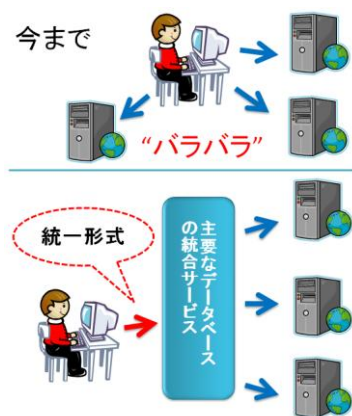 今まで
“バラバラ”
統一形式
主要なデータベース
の統合サービス